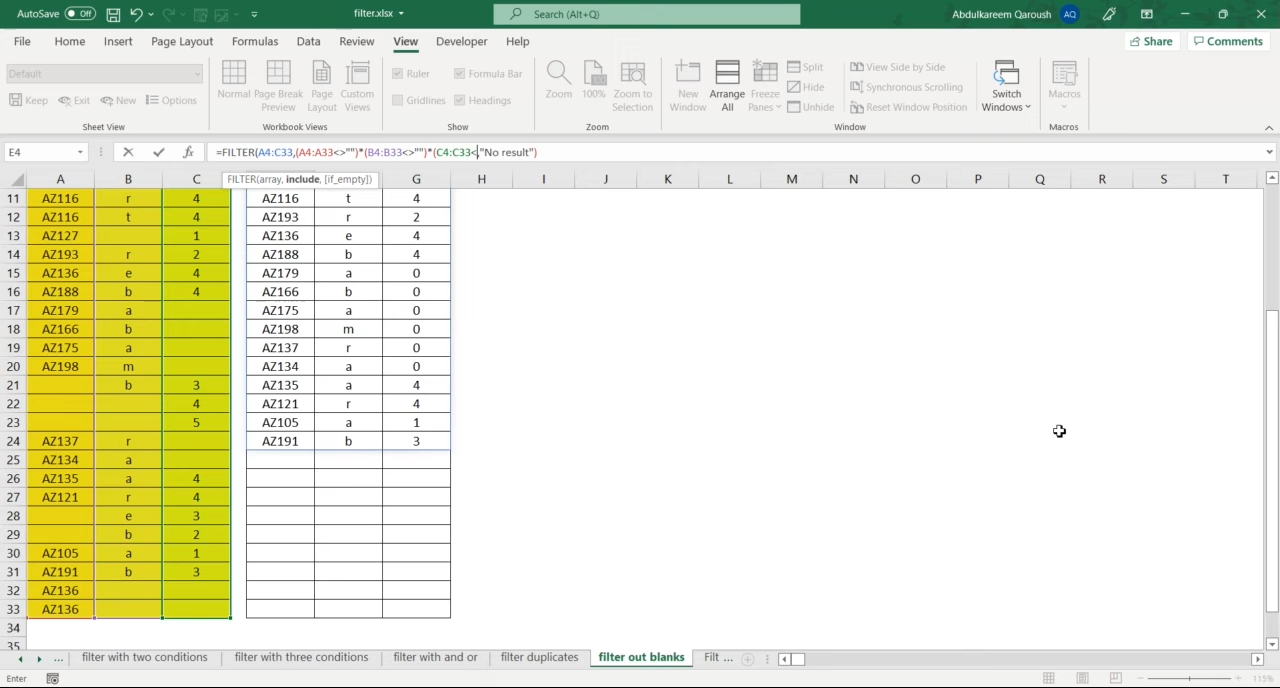 AutoSave Off filter.xlsx Search (Alt+Q) Abdulkareem Qaroush AQ
File Home Insert Page Layout Formulas Data Review View Developer Help Share Comments
Default
Keep Exit New Options
Sheet View
Normal Page Break Preview Page Layout Custom Views
Workbook Views
Ruler Formula Bar
Gridlines Headings
Show
Zoom 100% Zoom to Selection
Zoom
New Window Arrange All Freeze Panes
Split
Hide
Unhide
View Side by Side
Synchronous Scrolling
Reset Window Position
Switch Windows
Window
Macros
Macros
E4 fx =FILTER(A4:C33,(A4:A33<>"")*(B4:B33<>"")*(C4:C33<,"No result")
FILTER(array, include, [if_empty])
A B C G H I J K L M N O P Q R S T
11 AZ116 r 4 AZ116 t 4
12 AZ116 t 4 AZ193 r 2
13 AZ127 1 AZ136 e 4
14 AZ193 r 2 AZ188 b 4
15 AZ136 e 4 AZ179 a 0
16 AZ188 b 4 AZ166 b 0
17 AZ179 a AZ175 a 0
18 AZ166 b AZ198 m 0
19 AZ175 a AZ137 r 0
20 AZ198 m AZ134 a 0
21 b 3 AZ135 a 4
22 4 AZ121 r 4
23 5 AZ105 a 1
24 AZ137 r AZ191 b 3
25 AZ134 a
26 AZ135 a 4
27 AZ121 r 4
28 e 3
29 b 2
30 AZ105 a 1
31 AZ191 b 3
32 AZ136
33 AZ136
34
35
... filter with two conditions filter with three conditions filter with and or filter duplicates filter out blanks Filt ...
Enter 115%